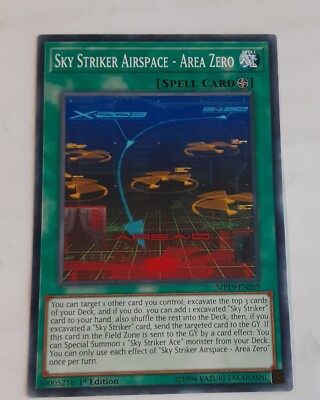 SKY STRIKER AIRSPACE - AREA ZERO
SPELL
[SPELL CARD]
AHEAD
MP19-EN269
You can target 1 other card you control; excavate the top 3 cards
of your Deck, and if you do, you can add 1 excavated "Sky Striker"
card to your hand, also shuffle the rest into the Deck, then, if you
excavated a "Sky Striker" card, send the targeted card to the GY. If
this card in the Field Zone is sent to the GY by a card effect: You
can Special Summon 1 "Sky Striker Ace" monster from your Deck.
You can only use each effect of "Sky Striker Airspace - Area Zero"
once per turn.
1st Edition
©1996 KAZUKI TAKAHASHI